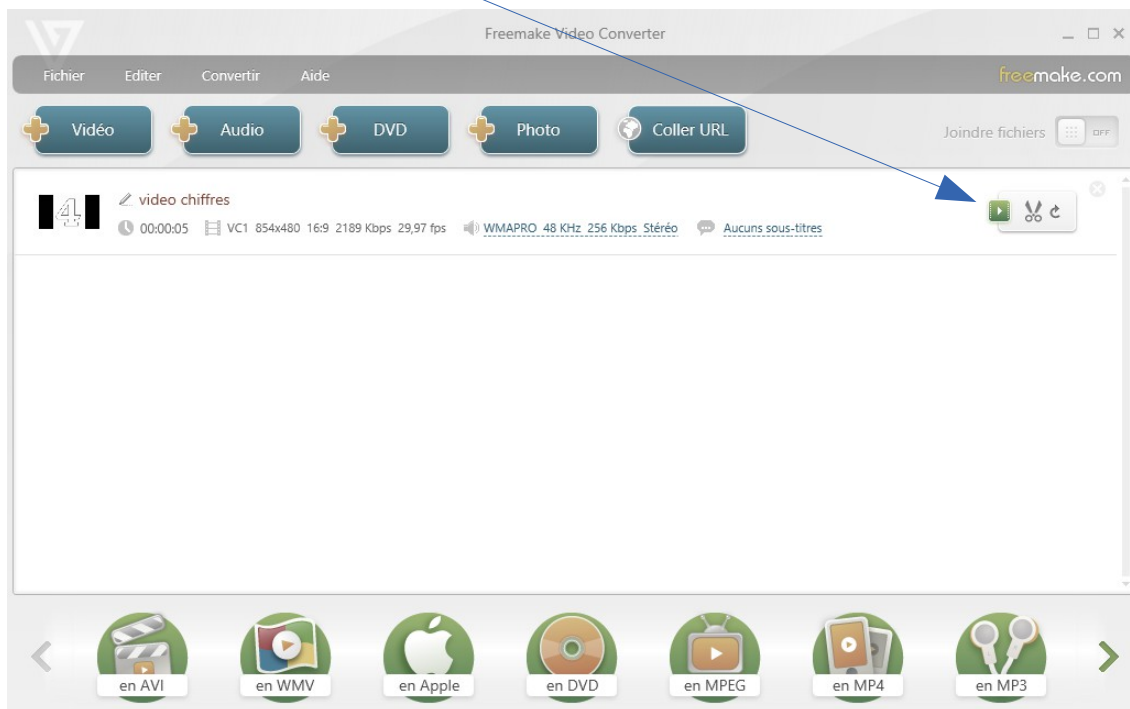 Freemake Video Converter
Fichier Editer Convertir Aide freemake.com
Vidéo Audio DVD Photo Coller URL Joindre fichiers OFF
4
video chiffres
00:00:05 VC1 854x480 16:9 2189 Kbps 29,97 fps WMAPRO 48 KHz 256 Kbps Stéréo Aucuns sous-titres
en AVI en WMV en Apple en DVD en MPEG en MP4 en MP3